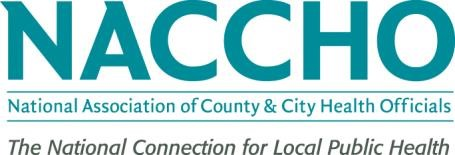 NACCHO
National Association of County & City Health Officials
The National Connection for Local Public Health